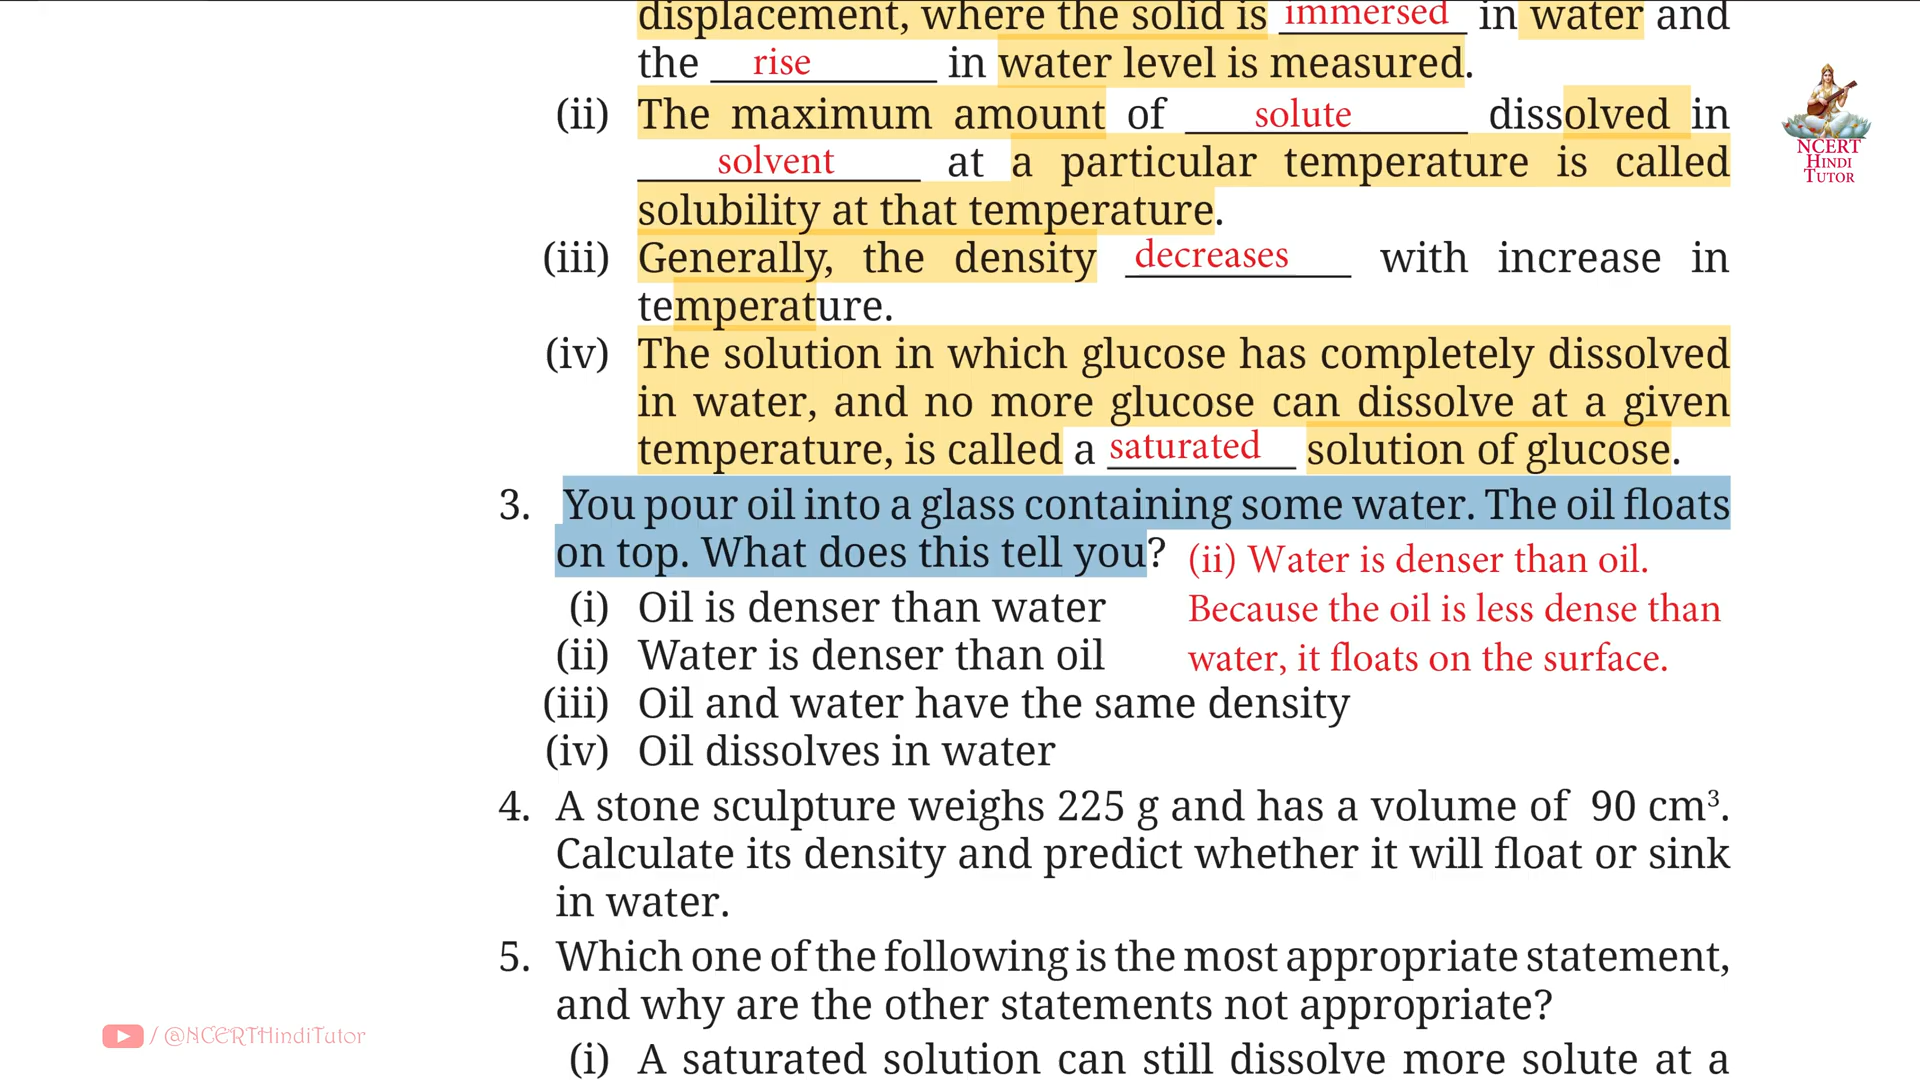 displacement, where the solid is immersed in water and
the rise in water level is measured.
(ii) The maximum amount of solute dissolved in
solvent at a particular temperature is called
solubility at that temperature.
(iii) Generally, the density decreases with increase in
temperature.
(iv) The solution in which glucose has completely dissolved
in water, and no more glucose can dissolve at a given
temperature, is called a saturated solution of glucose.
3. You pour oil into a glass containing some water. The oil floats
on top. What does this tell you?
(ii) Water is denser than oil.
Because the oil is less dense than
water, it floats on the surface.
(i) Oil is denser than water
(ii) Water is denser than oil
(iii) Oil and water have the same density
(iv) Oil dissolves in water
4. A stone sculpture weighs 225 g and has a volume of 90 cm³.
Calculate its density and predict whether it will float or sink
in water.
5. Which one of the following is the most appropriate statement,
and why are the other statements not appropriate?
(i) A saturated solution can still dissolve more solute at a
NCERT
HINDI
TUTOR
/ @NCERTHindiTutor